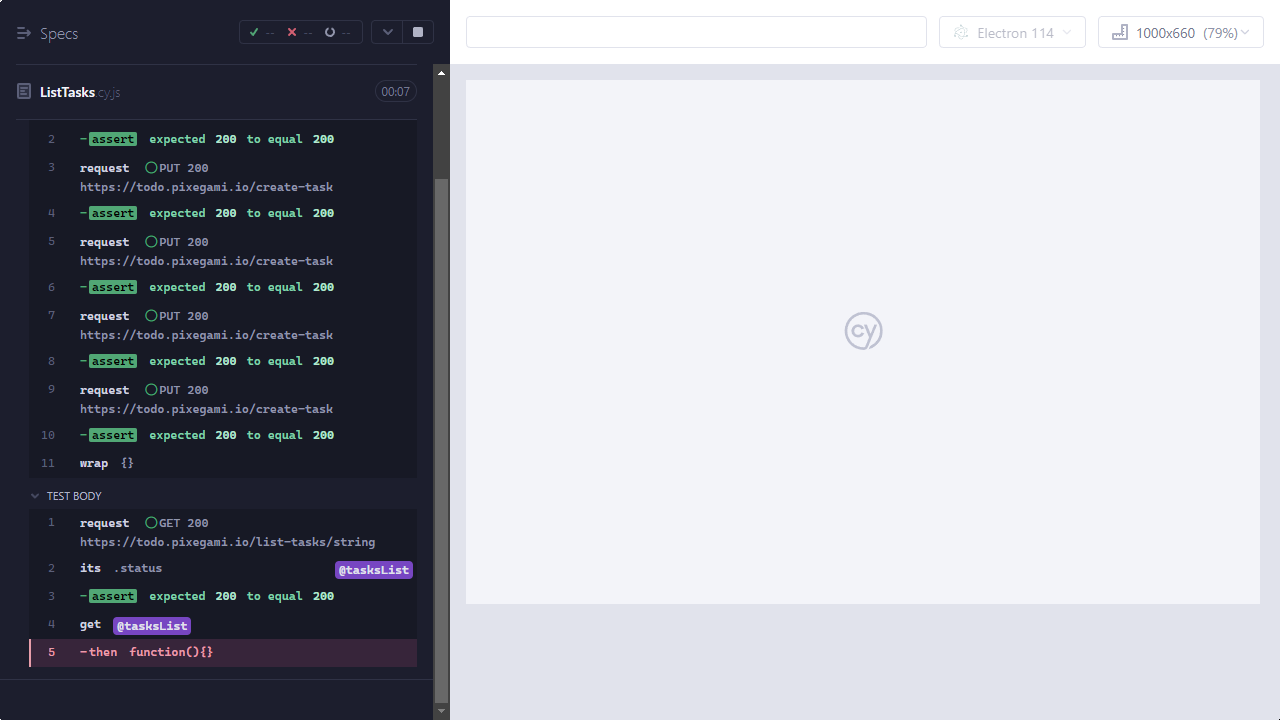 Specs
-- -- --
Electron 114
1000x660 (79%)
ListTasks cy.js
00:07
2 -assert expected 200 to equal 200
3 request PUT 200
https://todo.pixegami.io/create-task
4 -assert expected 200 to equal 200
5 request PUT 200
https://todo.pixegami.io/create-task
6 -assert expected 200 to equal 200
7 request PUT 200
https://todo.pixegami.io/create-task
8 -assert expected 200 to equal 200
9 request PUT 200
https://todo.pixegami.io/create-task
10 -assert expected 200 to equal 200
11 wrap {}
TEST BODY
1 request GET 200
https://todo.pixegami.io/list-tasks/string
2 its .status @tasksList
3 -assert expected 200 to equal 200
4 get @tasksList
5 -then function(){}
cy